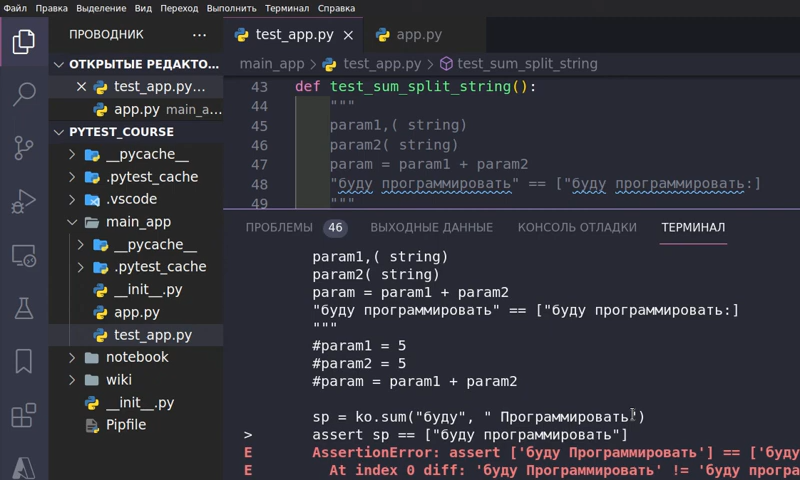 Файл Правка Выделение Вид Переход Выполнить Терминал Справка
ПРОВОДНИК ...
test_app.py
app.py
ОТКРЫТЫЕ РЕДАКТО...
test_app.py...
app.py main_a...
PYTEST_COURSE
__pycache__
.pytest_cache
.vscode
main_app
__pycache__
.pytest_cache
__init__.py
app.py
test_app.py
notebook
wiki
__init__.py
Pipfile
main_app > test_app.py > test_sum_split_string
43 def test_sum_split_string():
44 """
45 param1,( string)
46 param2( string)
47 param = param1 + param2
48 "буду программировать" == ["буду программировать:]
49 """
ПРОБЛЕМЫ 46 ВЫХОДНЫЕ ДАННЫЕ КОНСОЛЬ ОТЛАДКИ ТЕРМИНАЛ
param1,( string)
param2( string)
param = param1 + param2
"буду программировать" == ["буду программировать:]
"""
#param1 = 5
#param2 = 5
#param = param1 + param2
sp = ko.sum("буду", " Программировать")
> assert sp == ["буду программировать"]
E AssertionError: assert ['буду Программировать'] == ['буду
E At index 0 diff: 'буду Программировать' != 'буду програ